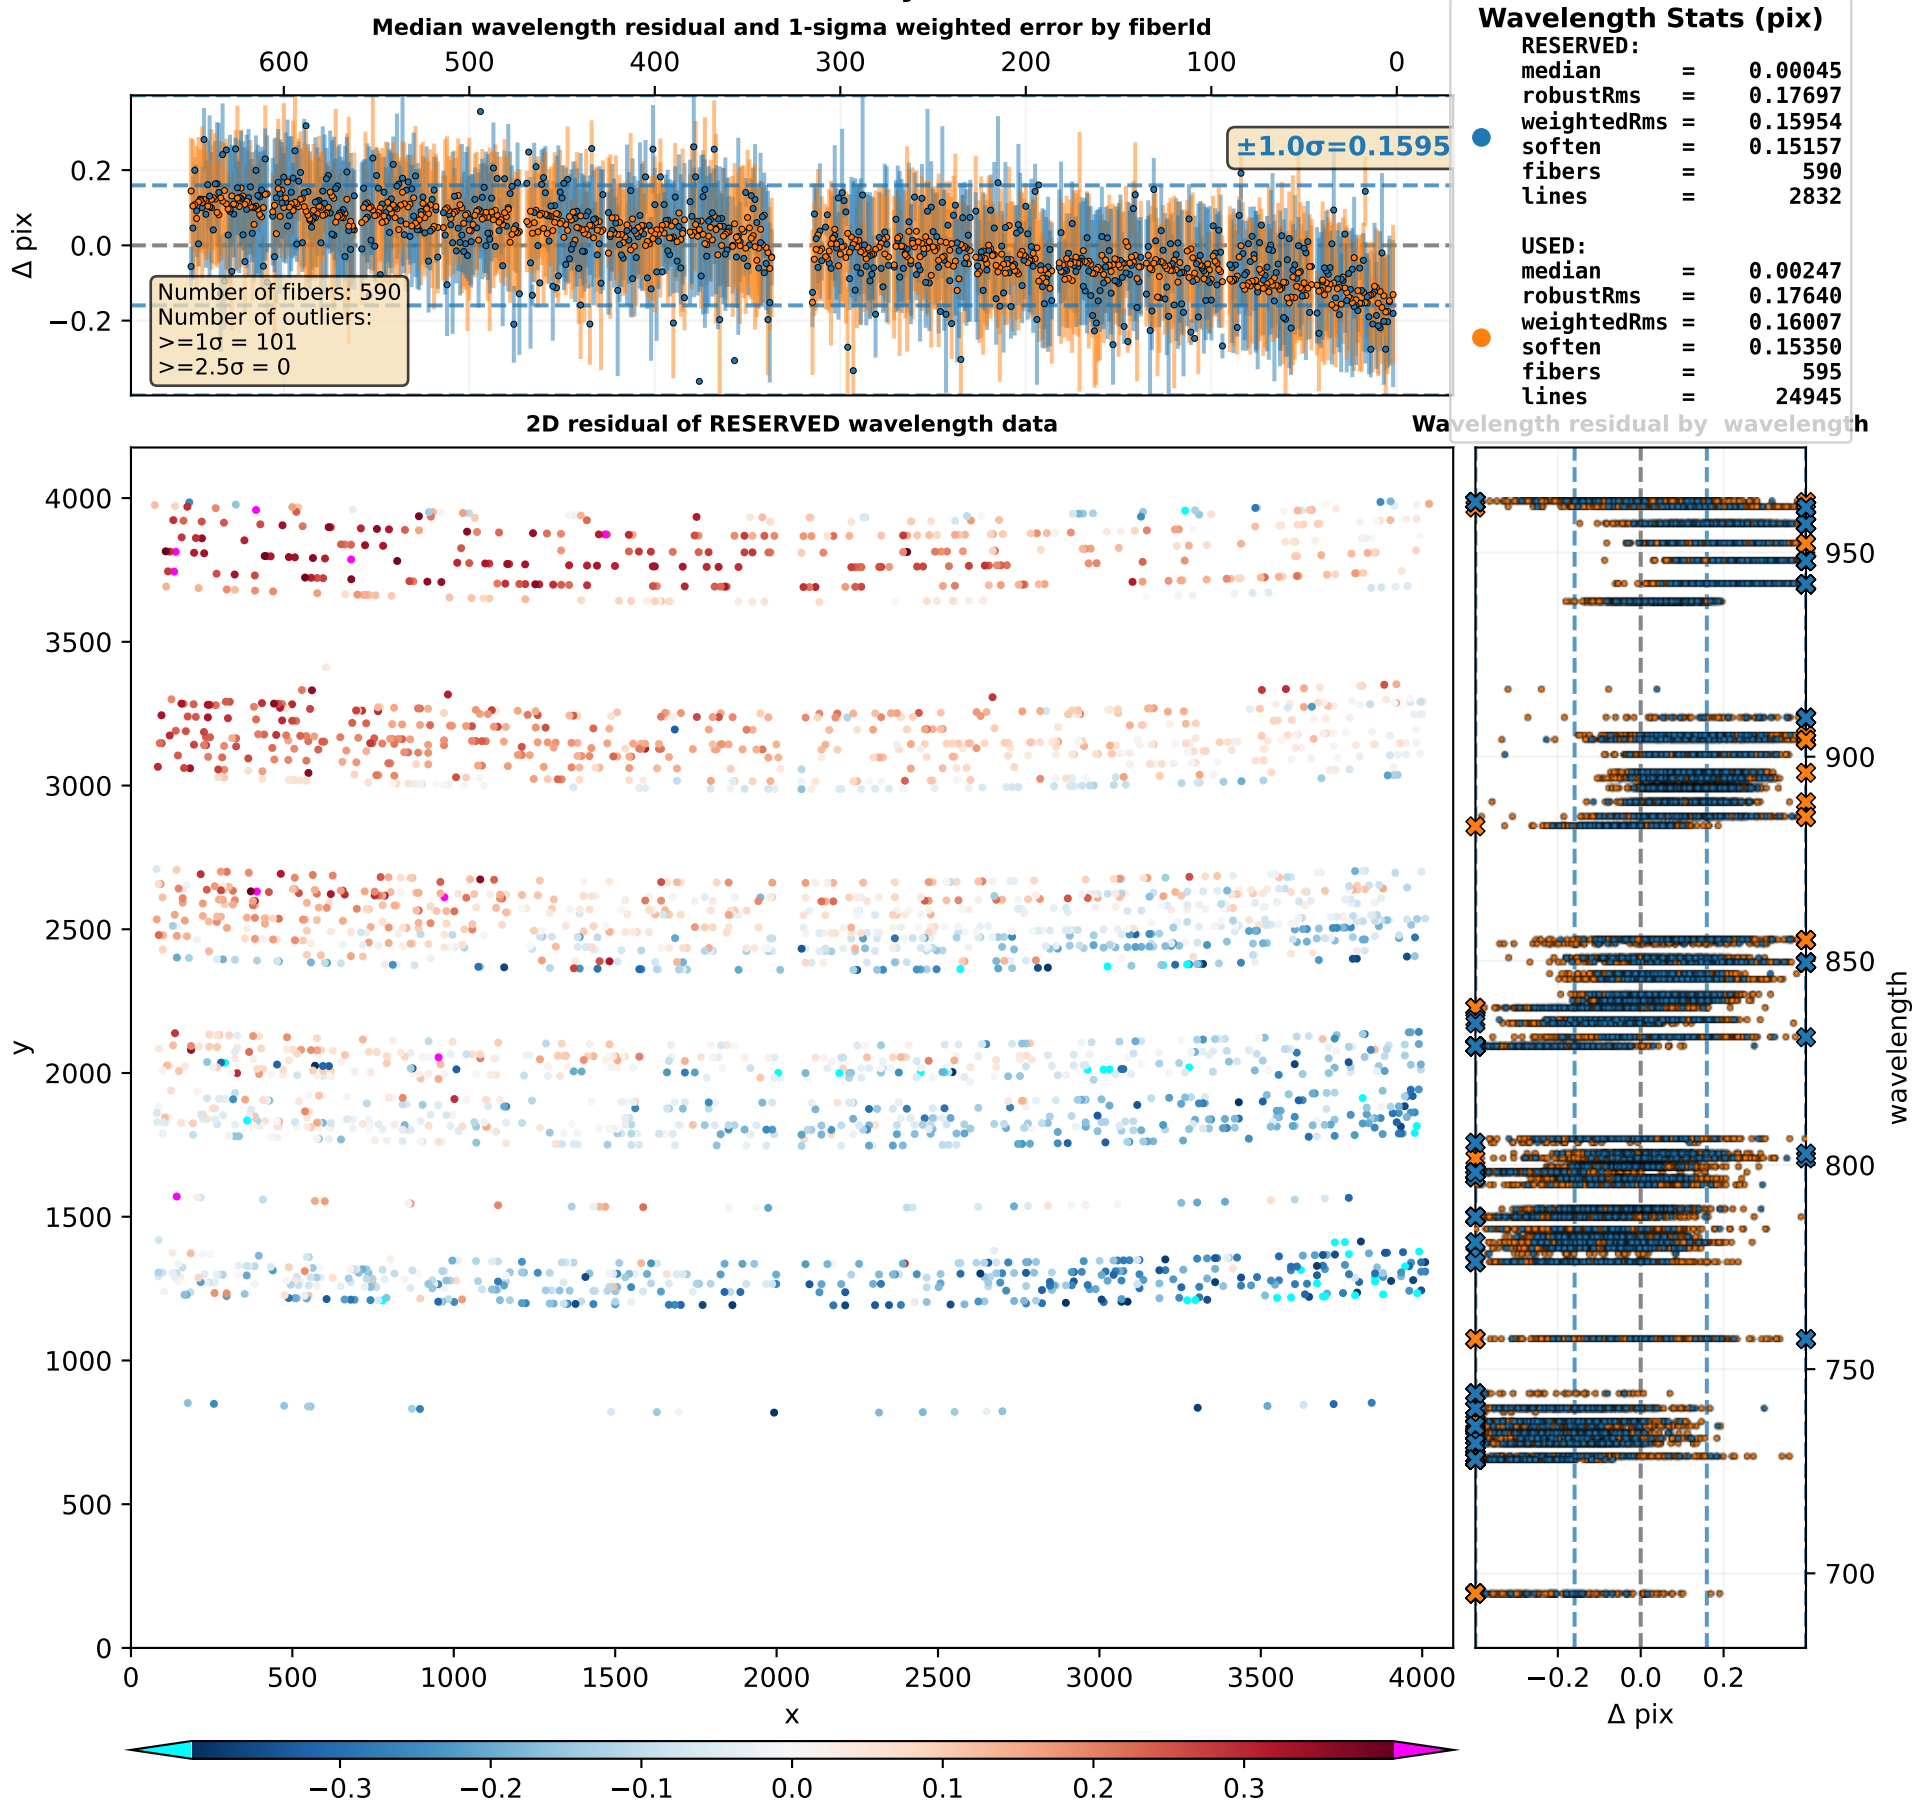 Median wavelength residual and 1-sigma weighted error by fiberId
600 500 400 300 200 100 0
0.2
0.0
−0.2
Δ pix
±1.0σ=0.1595
Number of fibers: 590
Number of outliers:
>=1σ = 101
>=2.5σ = 0
Wavelength Stats (pix)
RESERVED:
median = 0.00045
robustRms = 0.17697
weightedRms = 0.15954
soften = 0.15157
fibers = 590
lines = 2832
USED:
median = 0.00247
robustRms = 0.17640
weightedRms = 0.16007
soften = 0.15350
fibers = 595
lines = 24945
2D residual of RESERVED wavelength data
Wavelength residual by wavelength
4000
3500
3000
2500
2000
1500
1000
500
0
y
0 500 1000 1500 2000 2500 3000 3500 4000
x
950
900
850
800
750
700
wavelength
−0.2 0.0 0.2
Δ pix
−0.3 −0.2 −0.1 0.0 0.1 0.2 0.3